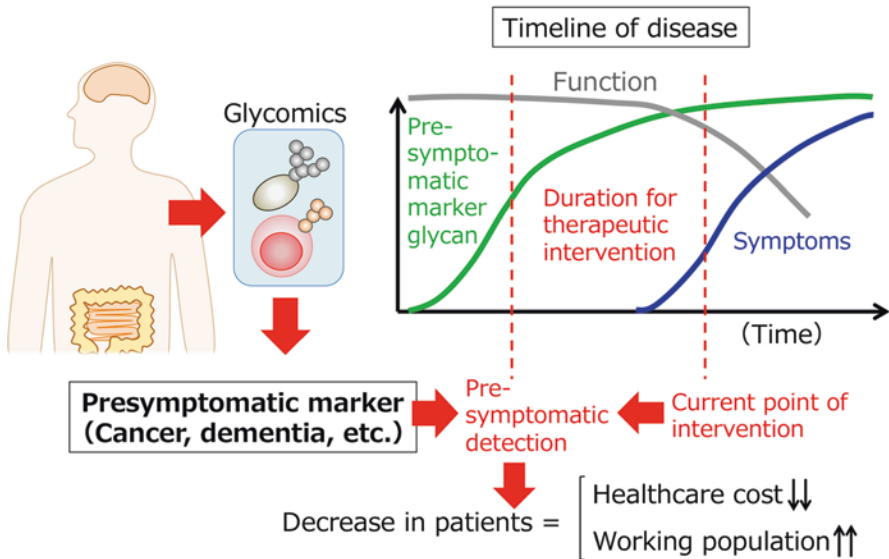 Timeline of disease
Glycomics
Function
Pre-
sympto-
matic
marker
glycan
Duration for
therapeutic
intervention
Symptoms
(Time)
Presymptomatic marker
(Cancer, dementia, etc.)
Pre-
symptomatic
detection
Current point of
intervention
Decrease in patients =
Healthcare cost↓↓
Working population↑↑